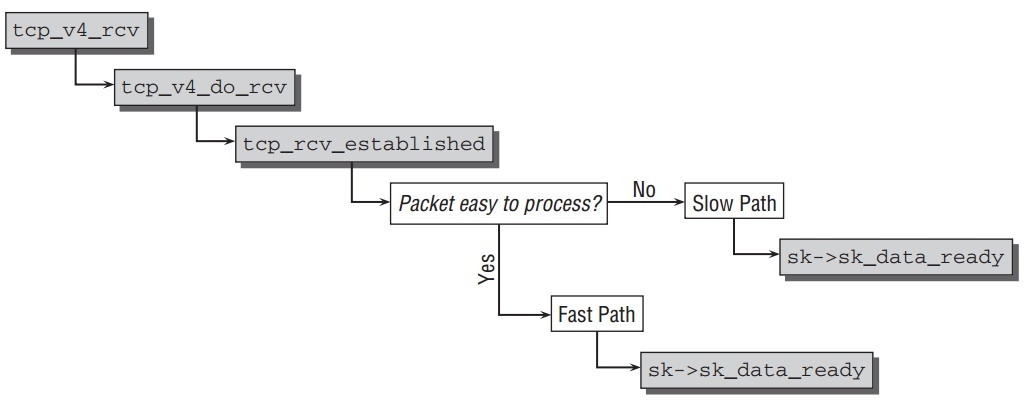 tcp_v4_rcv
tcp_v4_do_rcv
tcp_rcv_established
Packet easy to process?
No
Slow Path
sk->sk_data_ready
Yes
Fast Path
sk->sk_data_ready